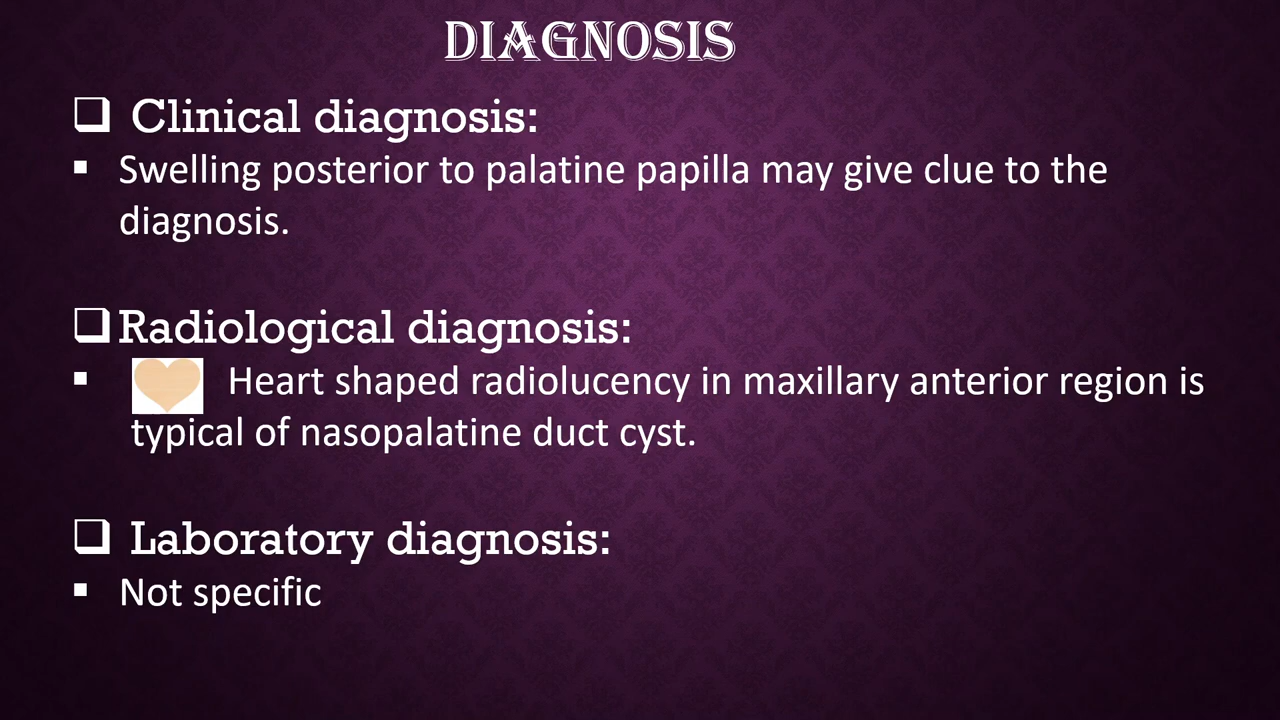 DIAGNOSIS
❑ Clinical diagnosis:
▪ Swelling posterior to palatine papilla may give clue to the
diagnosis.
❑ Radiological diagnosis:
▪ Heart shaped radiolucency in maxillary anterior region is
typical of nasopalatine duct cyst.
❑ Laboratory diagnosis:
▪ Not specific